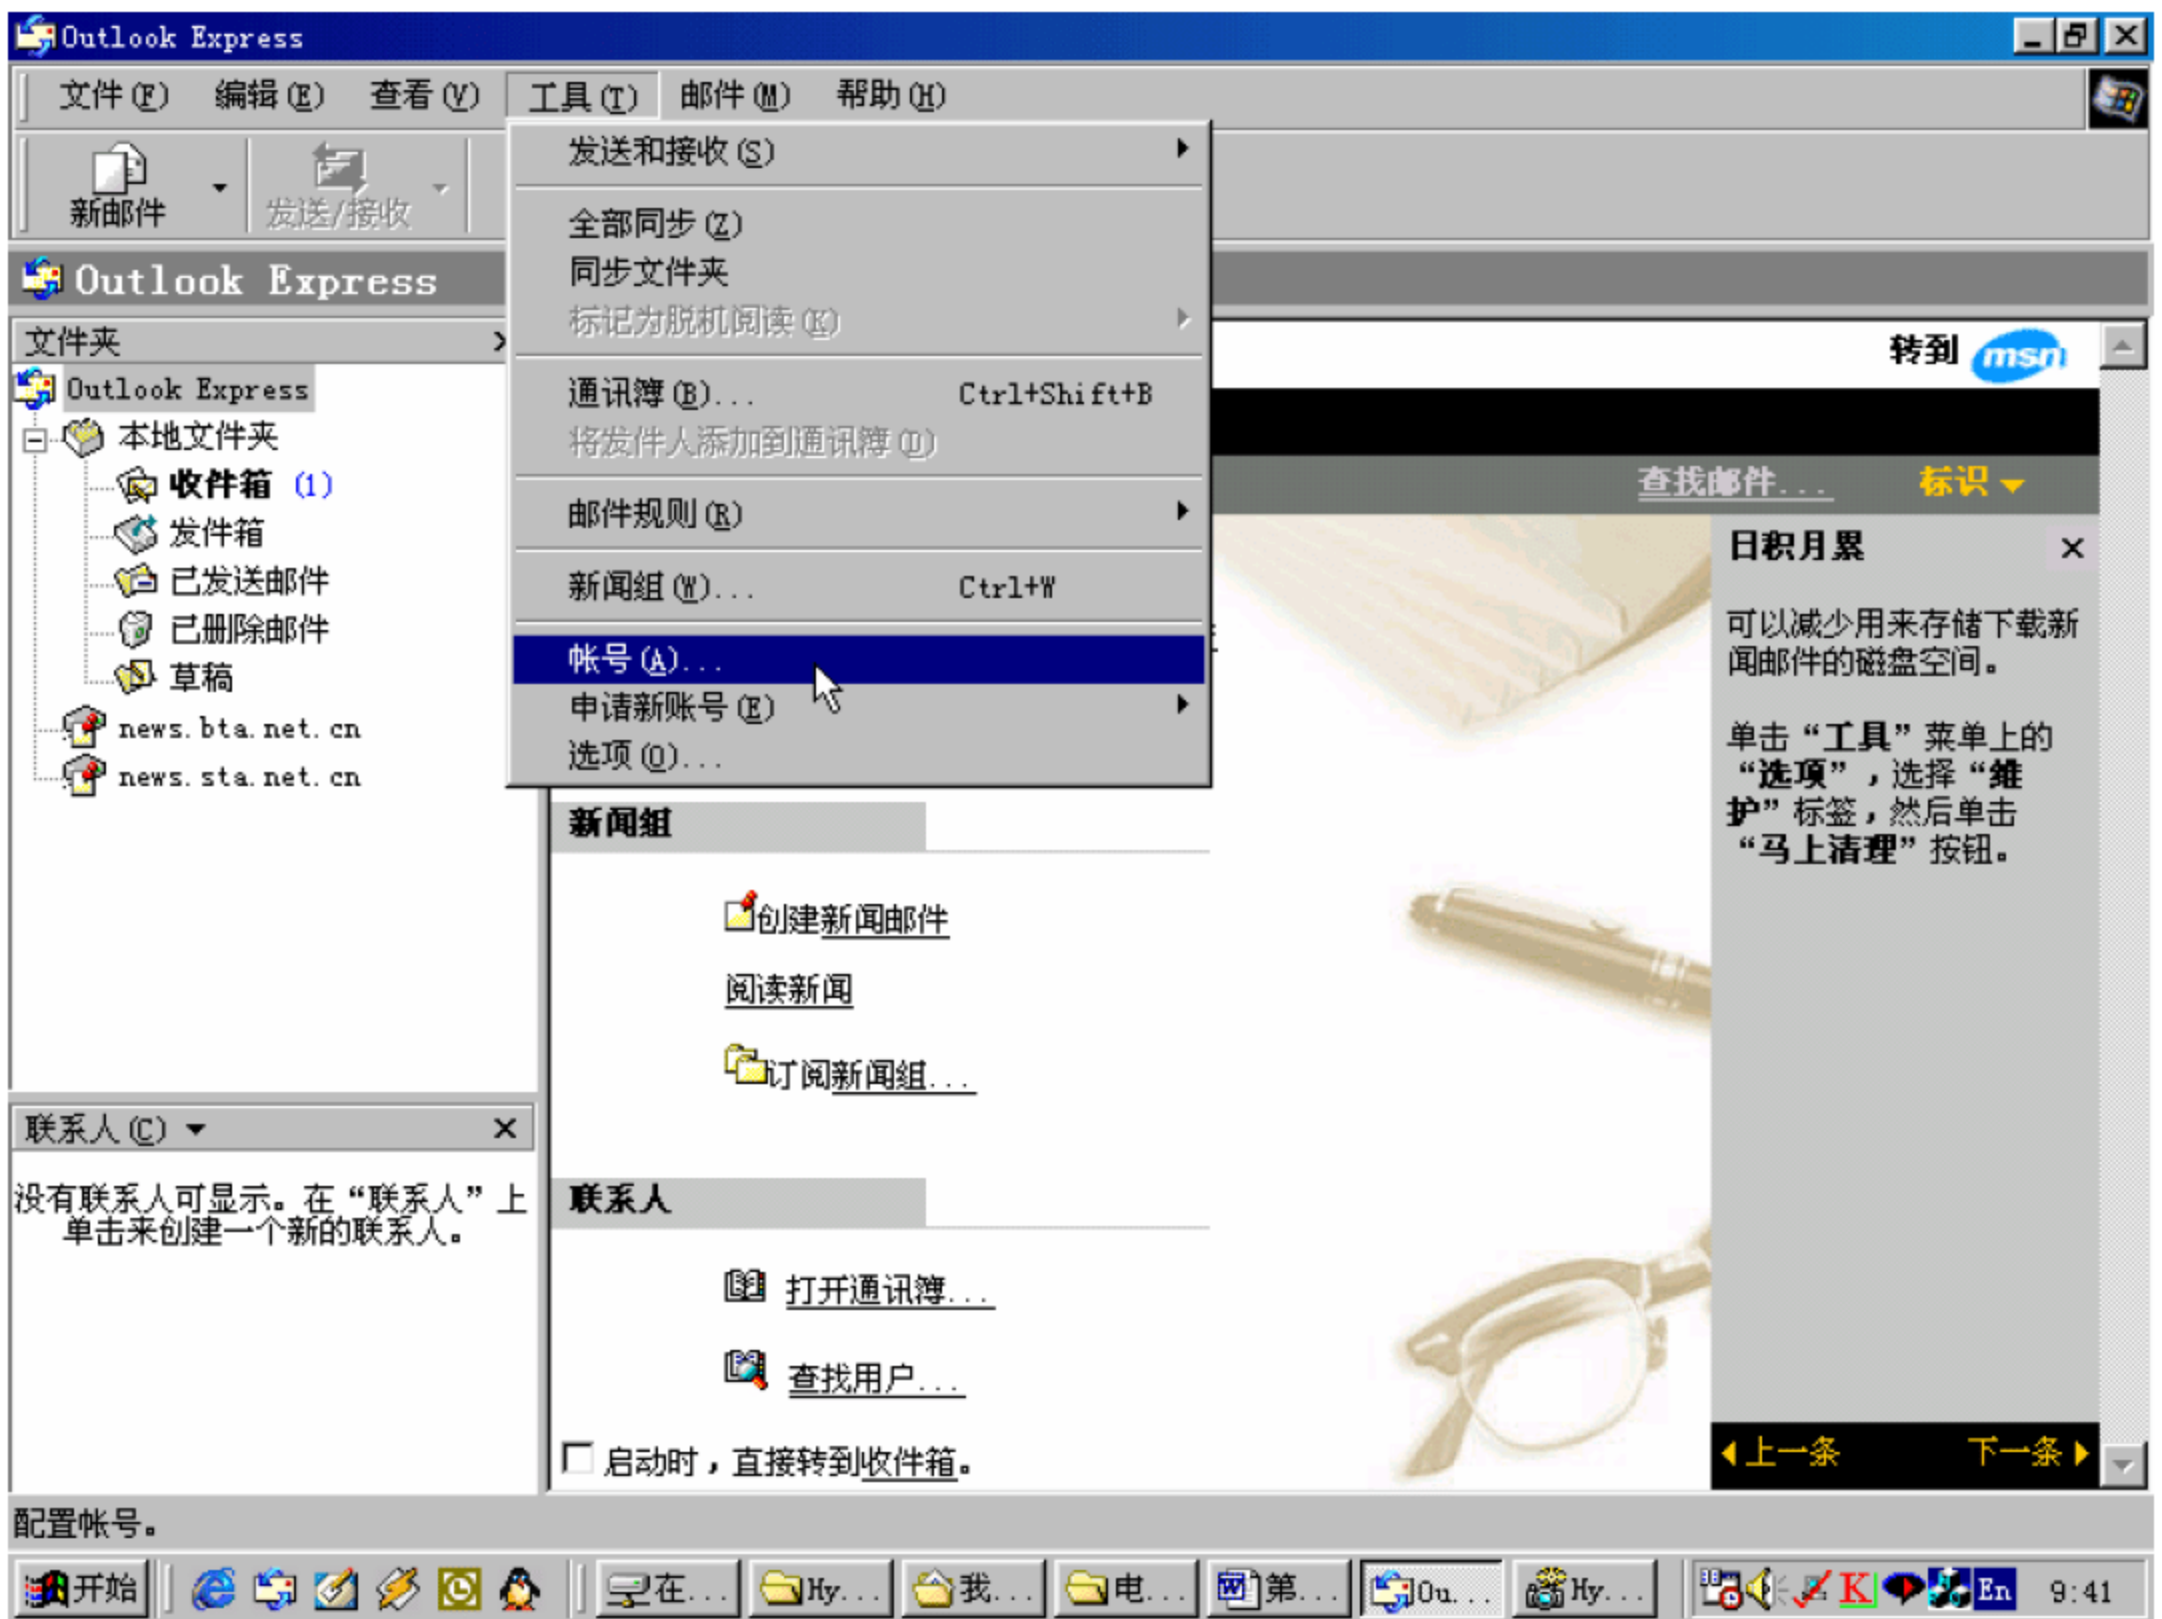 Outlook Express
文件(F) 编辑(E) 查看(V) 工具(T) 邮件(M) 帮助(H)
新邮件 发送/接收
Outlook Express
文件夹
Outlook Express
本地文件夹
收件箱 (1)
发件箱
已发送邮件
已删除邮件
草稿
news.bta.net.cn
news.sta.net.cn
联系人(C)
没有联系人可显示。在“联系人”上
单击来创建一个新的联系人。
发送和接收(S)
全部同步(Z)
同步文件夹
标记为脱机阅读(K)
通讯簿(B)... Ctrl+Shift+B
将发件人添加到通讯簿(D)
邮件规则(R)
新闻组(W)... Ctrl+W
帐号(A)...
申请新账号(E)
选项(O)...
转到 msn
查找邮件... 标识
新闻组
创建新闻邮件
阅读新闻
订阅新闻组...
联系人
打开通讯簿...
查找用户...
启动时，直接转到收件箱。
日积月累
可以减少用来存储下载新
闻邮件的磁盘空间。
单击“工具”菜单上的
“选项”，选择“维
护”标签，然后单击
“马上清理”按钮。
上一条 下一条
配置帐号。
开始 在... Hy... 我... 电... 第... Ou... Hy... K En 9:41